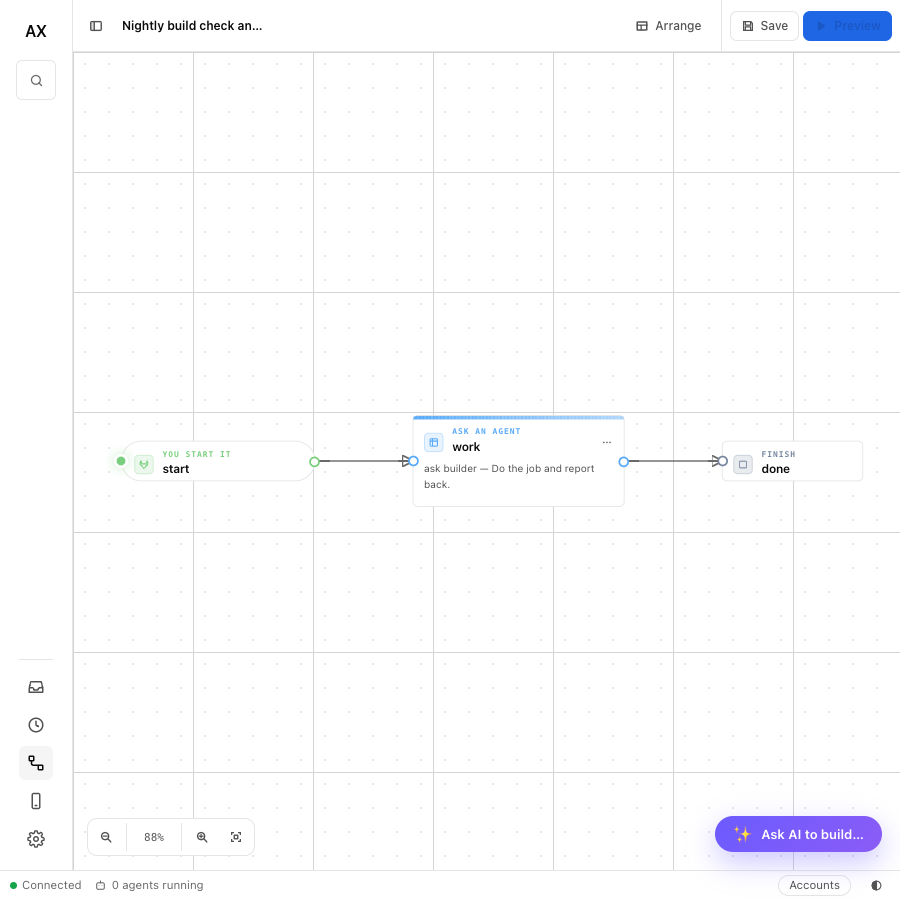 AX
Nightly build check an...
Arrange
Save
Preview
YOU START IT
start
ASK AN AGENT
work
ask builder — Do the job and report
back.
FINISH
done
88%
Ask AI to build...
Connected
0 agents running
Accounts